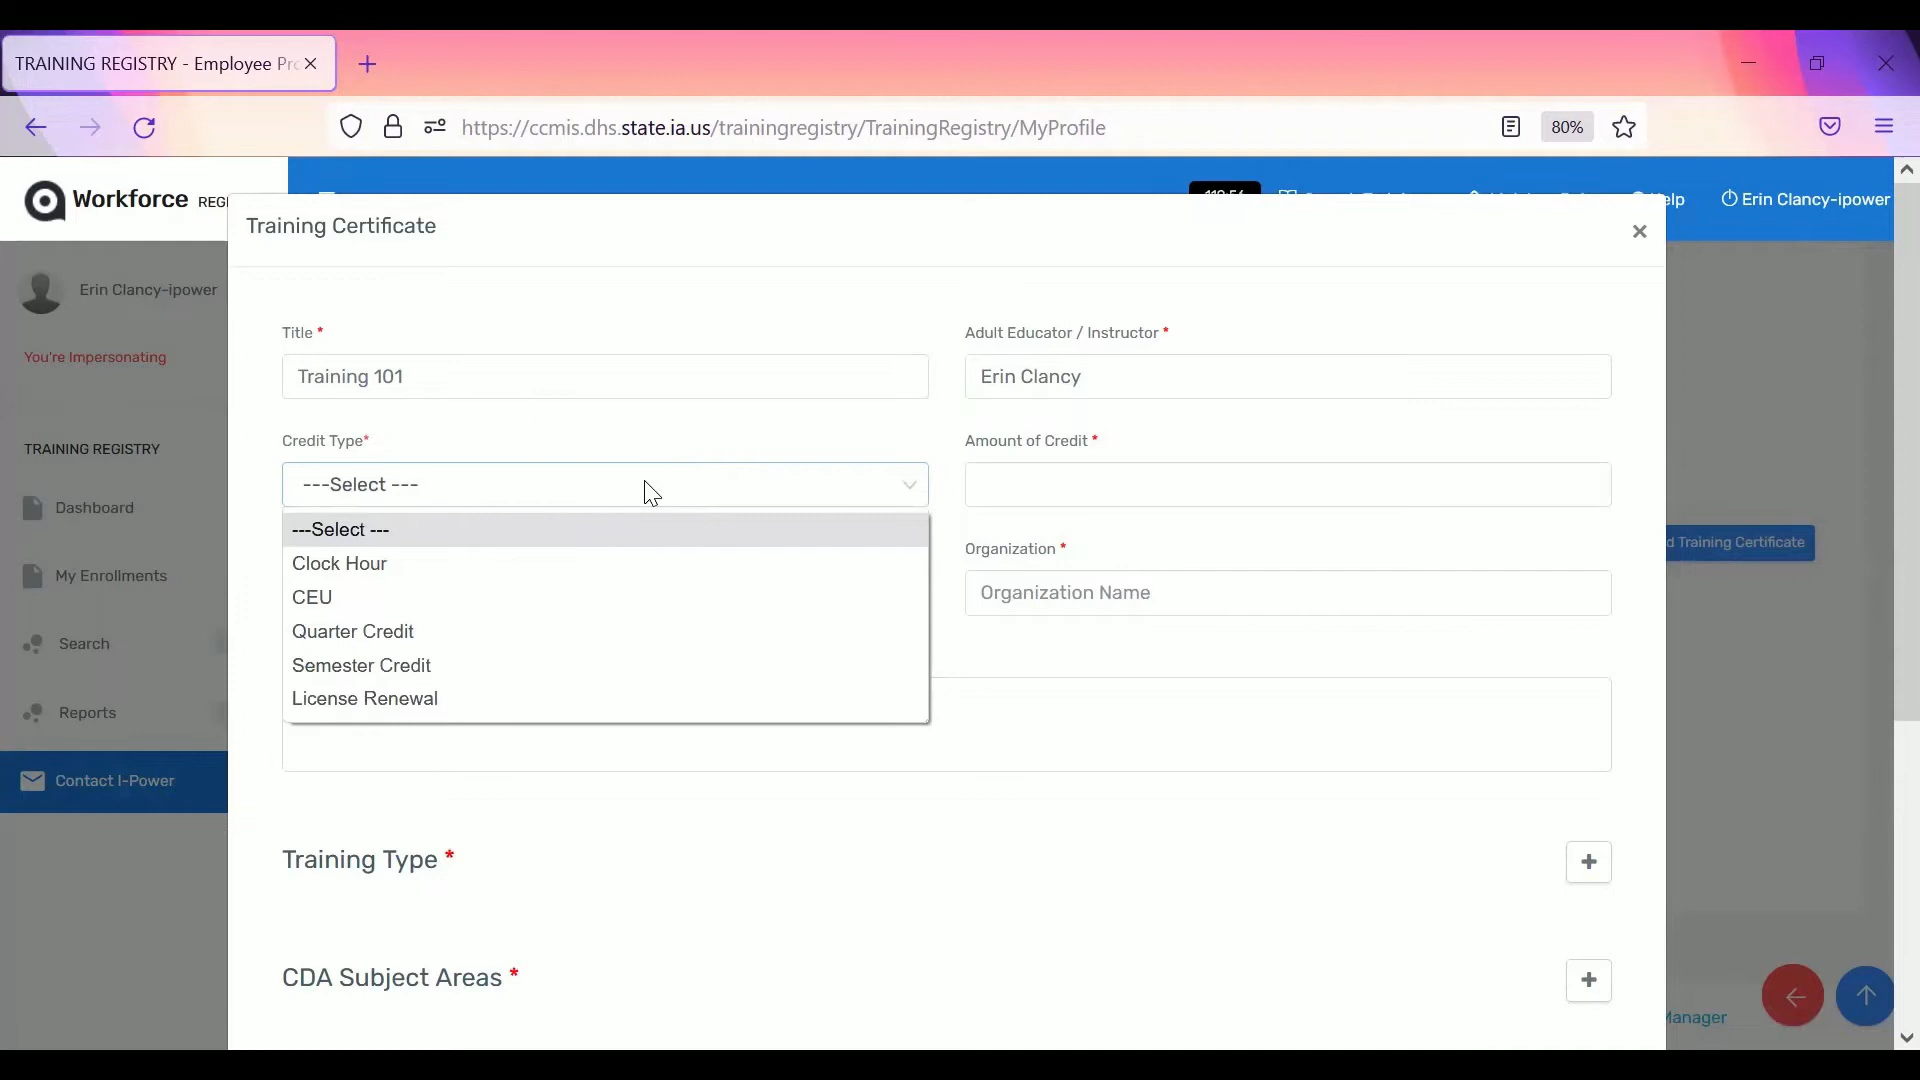 TRAINING REGISTRY - Employee Pr
https://ccmis.dhs.state.ia.us/trainingregistry/TrainingRegistry/MyProfile
80%
Workforce REG
Help
Erin Clancy-ipower
Training Certificate
Erin Clancy-ipower
You're Impersonating
TRAINING REGISTRY
Dashboard
My Enrollments
Search
Reports
Contact I-Power
Title *
Training 101
Adult Educator / Instructor *
Erin Clancy
Credit Type*
---Select ---
Amount of Credit *
---Select ---
Clock Hour
CEU
Quarter Credit
Semester Credit
License Renewal
Organization *
Organization Name
d Training Certificate
Training Type *
CDA Subject Areas *
Manager